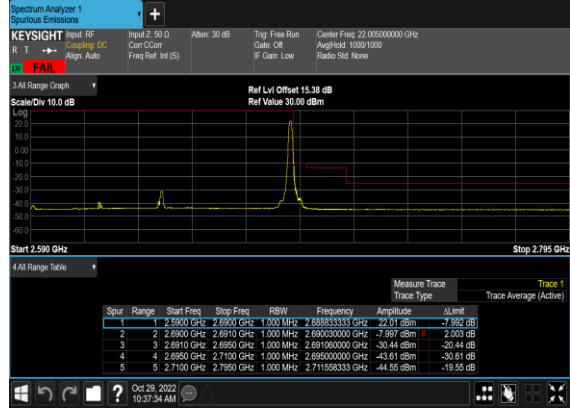 Spectrum Analyzer 1
Spurious Emissions
KEYSIGHT Input: RF Input Z: 50 Ω Atten: 30 dB Trig: Free Run Center Freq: 22.005000000 GHz
R T Coupling: DC Corr CCorr Gate: Off Avg|Hold: 1000/1000
Align: Auto Freq Ref: Int (S) IF Gain: Low Radio Std: None
LV FAIL
3 All Range Graph
Ref Lvl Offset 15.38 dB
Scale/Div 10.0 dB Ref Value 30.00 dBm
Log
20.0
10.0
0.00
-10.0
-20.0
-30.0
-40.0
-50.0
-60.0
Start 2.590 GHz Stop 2.795 GHz
4 All Range Table
Measure Trace Trace 1
Trace Type Trace Average (Active)
Spur Range Start Freq Stop Freq RBW Frequency Amplitude ΔLimit
1 1 2.5900 GHz 2.6900 GHz 1.000 MHz 2.688833333 GHz 22.01 dBm -7.992 dB
2 2 2.6900 GHz 2.6910 GHz 1.000 MHz 2.690030000 GHz -7.997 dBm F 2.003 dB
3 3 2.6910 GHz 2.6950 GHz 1.000 MHz 2.691060000 GHz -30.44 dBm -20.44 dB
4 4 2.6950 GHz 2.7100 GHz 1.000 MHz 2.695000000 GHz -43.61 dBm -30.61 dB
5 5 2.7100 GHz 2.7950 GHz 1.000 MHz 2.711558333 GHz -44.55 dBm -19.55 dB
? Oct 29, 2022
10:37:34 AM